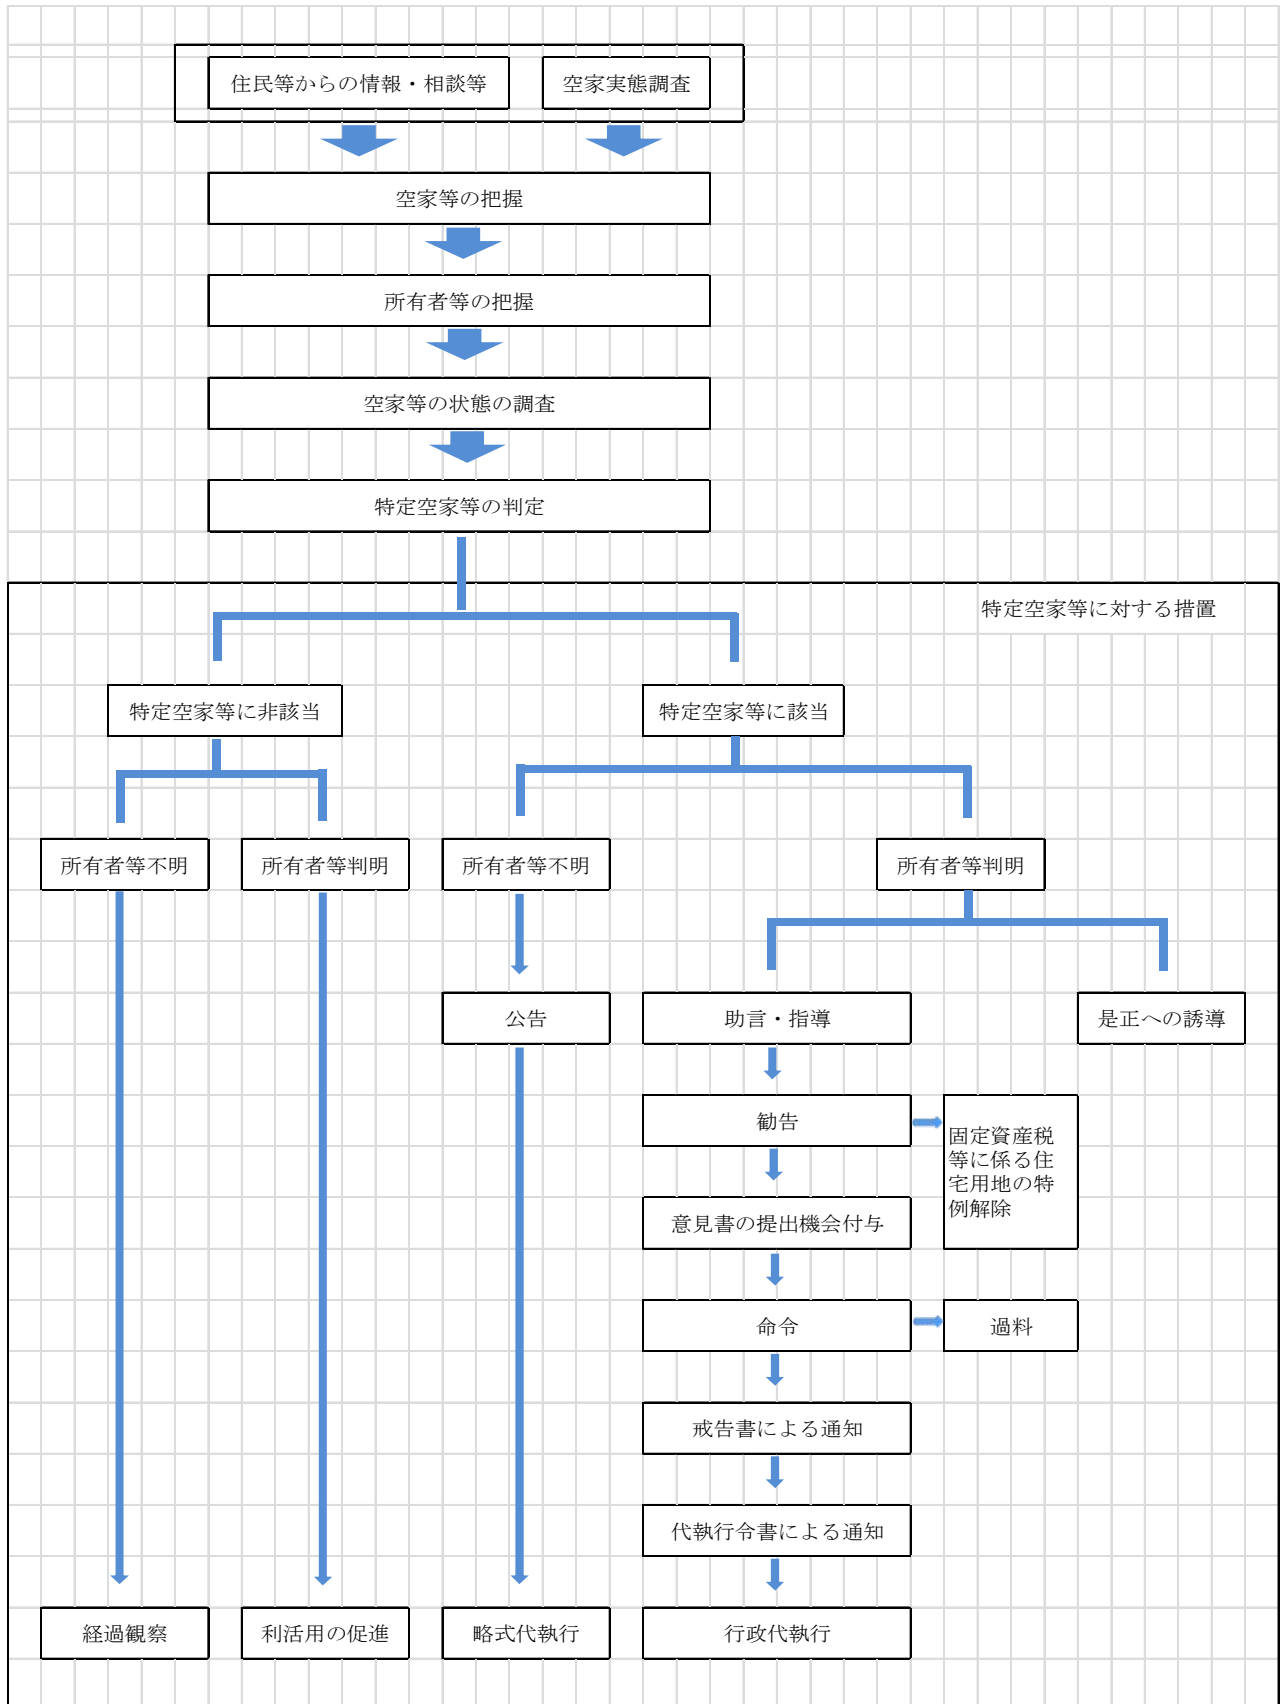 住民等からの情報・相談等
空家実態調査
空家等の把握
所有者等の把握
空家等の状態の調査
特定空家等の判定
特定空家等に対する措置
特定空家等に非該当
特定空家等に該当
所有者等不明
所有者等判明
所有者等不明
所有者等判明
公告
助言・指導
是正への誘導
勧告
固定資産税
等に係る住
宅用地の特
例解除
意見書の提出機会付与
命令
過料
戒告書による通知
代執行令書による通知
経過観察
利活用の促進
略式代執行
行政代執行